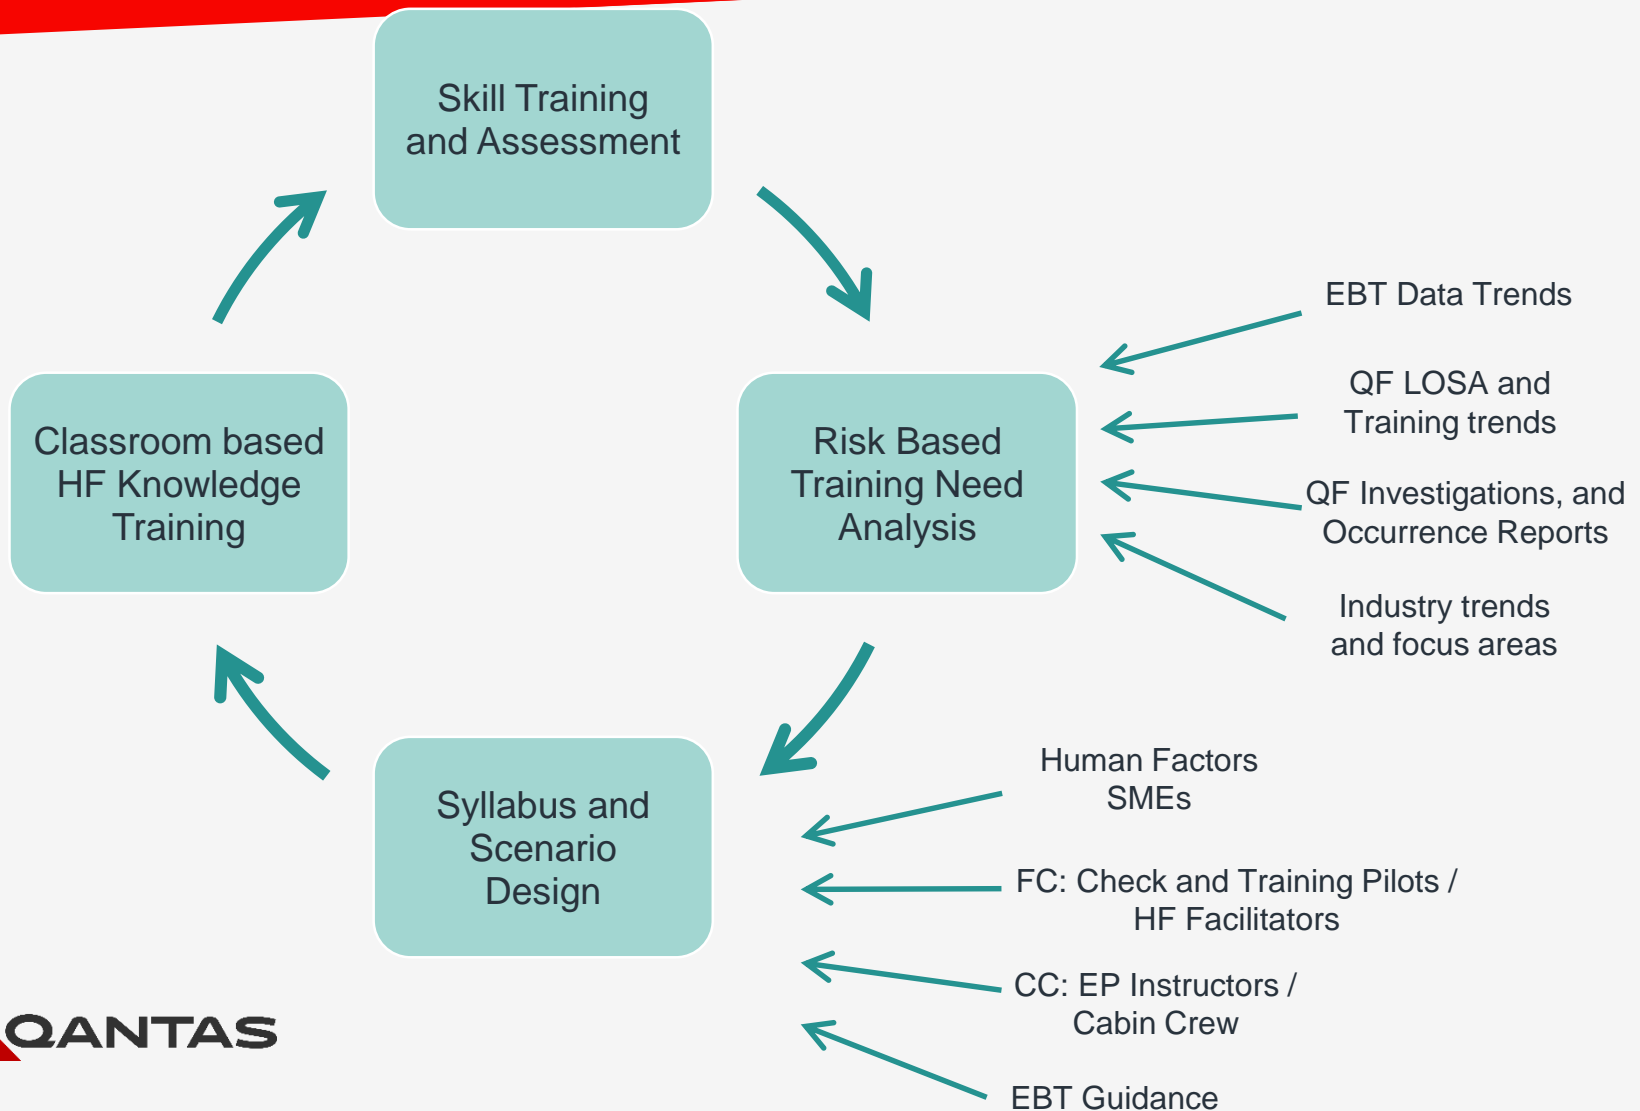 Skill Training
and Assessment
EBT Data Trends
QF LOSA and
Training trends
Classroom based
HF Knowledge
Training
Risk Based
Training Need
Analysis
QF Investigations, and
Occurrence Reports
Industry trends
and focus areas
Syllabus and
Scenario
Design
Human Factors
SMEs
FC: Check and Training Pilots /
HF Facilitators
CC: EP Instructors /
Cabin Crew
EBT Guidance
QANTAS